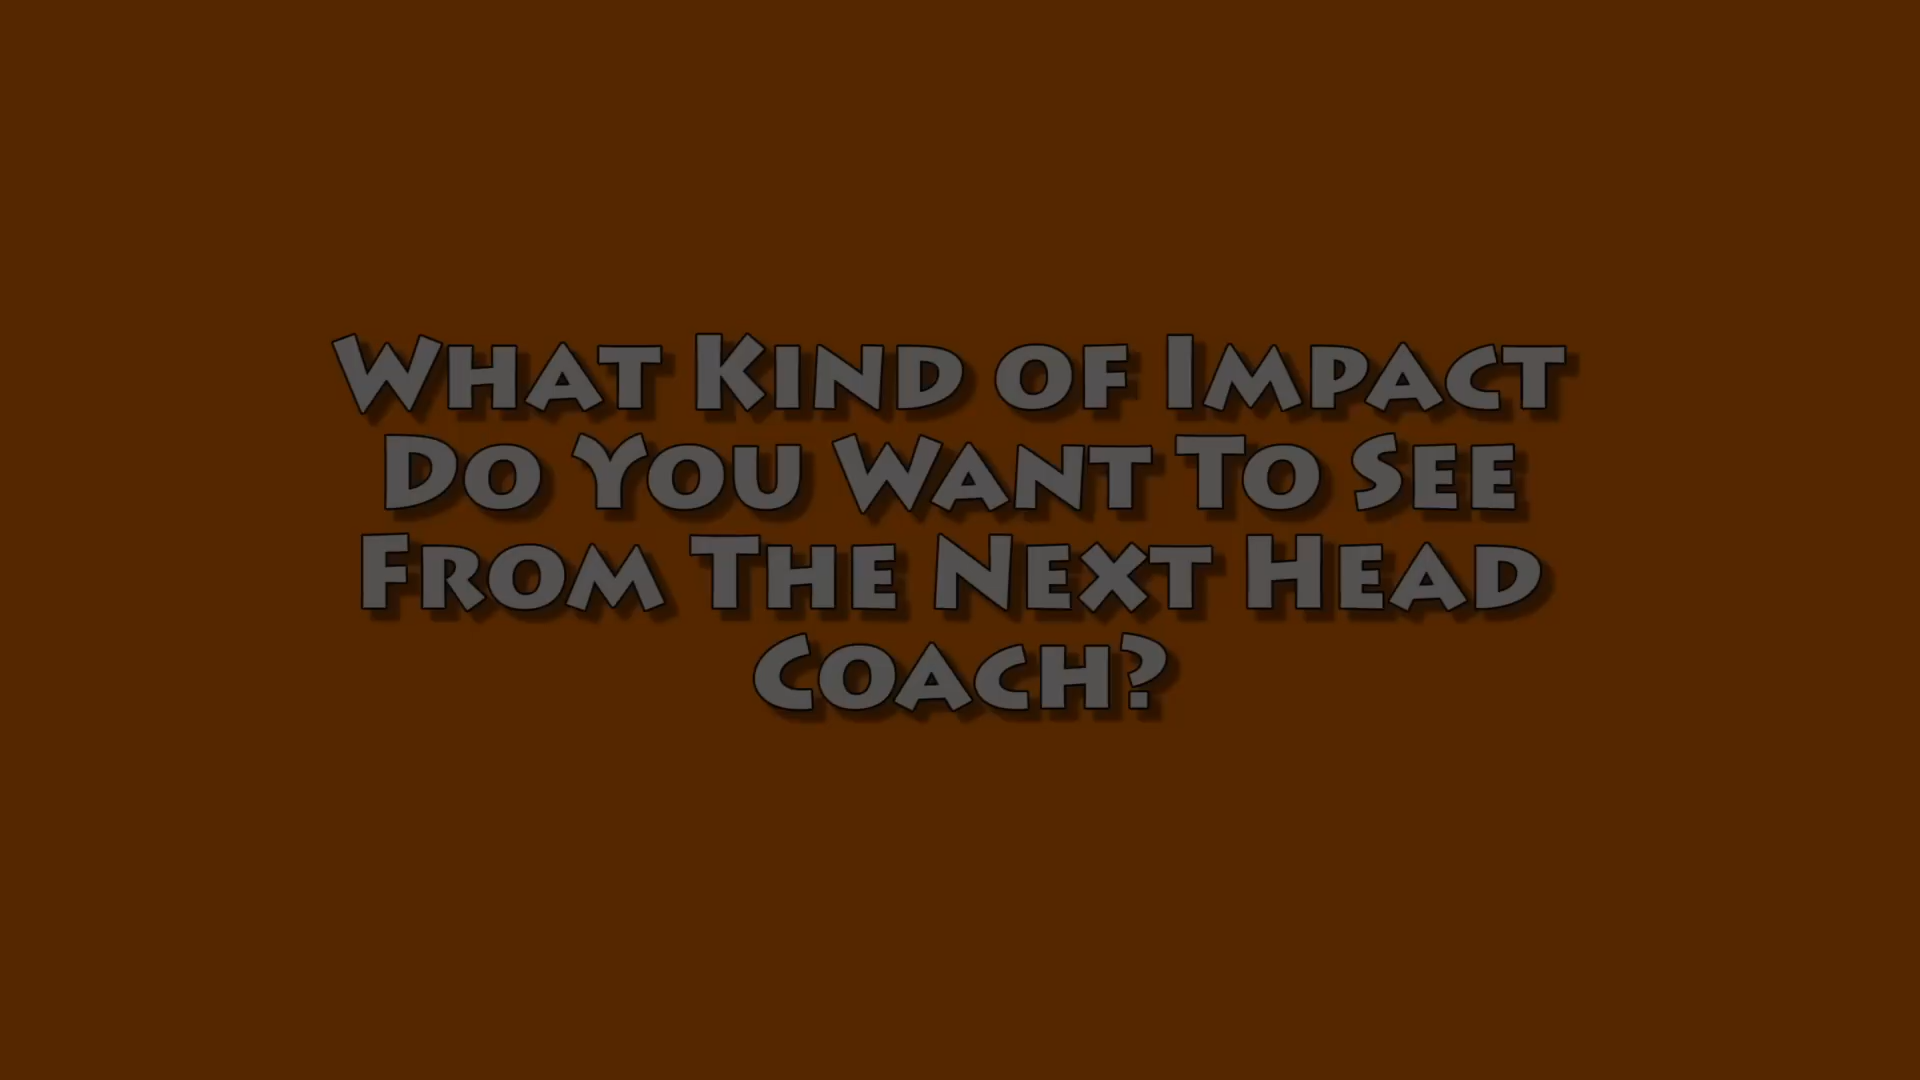 What Kind of Impact
Do You Want To See
From The Next Head
Coach?